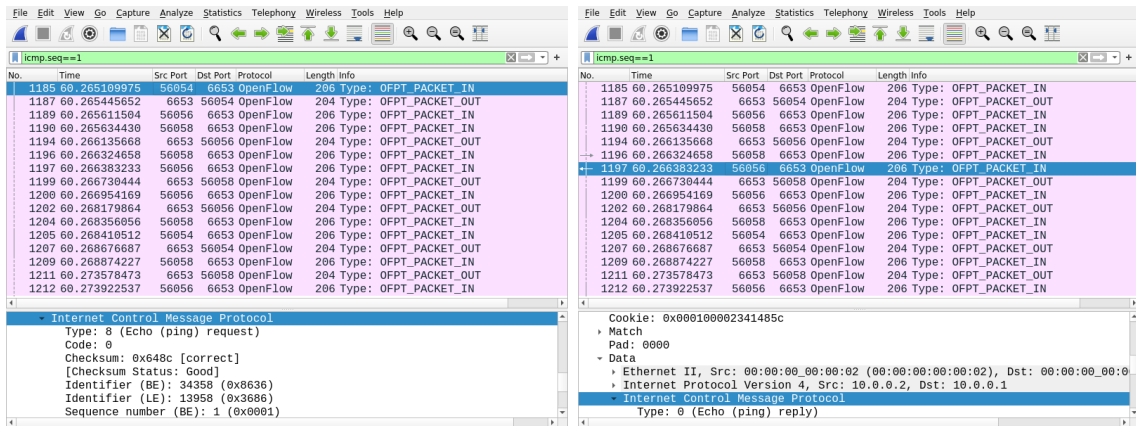 File Edit View Go Capture Analyze Statistics Telephony Wireless Tools Help
icmp.seq==1
No. Time Src Port Dst Port Protocol Length Info
1185 60.265109975 56054 6653 OpenFlow 206 Type: OFPT_PACKET_IN
1187 60.265445652 6653 56054 OpenFlow 204 Type: OFPT_PACKET_OUT
1189 60.265611504 56056 6653 OpenFlow 206 Type: OFPT_PACKET_IN
1190 60.265634430 56058 6653 OpenFlow 206 Type: OFPT_PACKET_IN
1194 60.266135668 6653 56056 OpenFlow 204 Type: OFPT_PACKET_OUT
1196 60.266324658 56058 6653 OpenFlow 206 Type: OFPT_PACKET_IN
1197 60.266383233 56056 6653 OpenFlow 206 Type: OFPT_PACKET_IN
1199 60.266730444 6653 56058 OpenFlow 204 Type: OFPT_PACKET_OUT
1200 60.266954169 56056 6653 OpenFlow 206 Type: OFPT_PACKET_IN
1202 60.268179864 6653 56056 OpenFlow 204 Type: OFPT_PACKET_OUT
1204 60.268356056 56058 6653 OpenFlow 206 Type: OFPT_PACKET_IN
1205 60.268410512 56054 6653 OpenFlow 206 Type: OFPT_PACKET_IN
1207 60.268676687 6653 56054 OpenFlow 204 Type: OFPT_PACKET_OUT
1209 60.268874227 56058 6653 OpenFlow 206 Type: OFPT_PACKET_IN
1211 60.273578473 6653 56058 OpenFlow 204 Type: OFPT_PACKET_OUT
1212 60.273922537 56056 6653 OpenFlow 206 Type: OFPT_PACKET_IN
Internet Control Message Protocol
Type: 8 (Echo (ping) request)
Code: 0
Checksum: 0x648c [correct]
[Checksum Status: Good]
Identifier (BE): 34358 (0x8636)
Identifier (LE): 13958 (0x3686)
Sequence number (BE): 1 (0x0001)
File Edit View Go Capture Analyze Statistics Telephony Wireless Tools Help
icmp.seq==1
No. Time Src Port Dst Port Protocol Length Info
1185 60.265109975 56054 6653 OpenFlow 206 Type: OFPT_PACKET_IN
1187 60.265445652 6653 56054 OpenFlow 204 Type: OFPT_PACKET_OUT
1189 60.265611504 56056 6653 OpenFlow 206 Type: OFPT_PACKET_IN
1190 60.265634430 56058 6653 OpenFlow 206 Type: OFPT_PACKET_IN
1194 60.266135668 6653 56056 OpenFlow 204 Type: OFPT_PACKET_OUT
1196 60.266324658 56058 6653 OpenFlow 206 Type: OFPT_PACKET_IN
1197 60.266383233 56056 6653 OpenFlow 206 Type: OFPT_PACKET_IN
1199 60.266730444 6653 56058 OpenFlow 204 Type: OFPT_PACKET_OUT
1200 60.266954169 56056 6653 OpenFlow 206 Type: OFPT_PACKET_IN
1202 60.268179864 6653 56056 OpenFlow 204 Type: OFPT_PACKET_OUT
1204 60.268356056 56058 6653 OpenFlow 206 Type: OFPT_PACKET_IN
1205 60.268410512 56054 6653 OpenFlow 206 Type: OFPT_PACKET_IN
1207 60.268676687 6653 56054 OpenFlow 204 Type: OFPT_PACKET_OUT
1209 60.268874227 56058 6653 OpenFlow 206 Type: OFPT_PACKET_IN
1211 60.273578473 6653 56058 OpenFlow 204 Type: OFPT_PACKET_OUT
1212 60.273922537 56056 6653 OpenFlow 206 Type: OFPT_PACKET_IN
Cookie: 0x000100002341485c
Match
Pad: 0000
Data
Ethernet II, Src: 00:00:00_00:00:02 (00:00:00:00:00:02), Dst: 00:00:00_00:0
Internet Protocol Version 4, Src: 10.0.0.2, Dst: 10.0.0.1
Internet Control Message Protocol
Type: 0 (Echo (ping) reply)